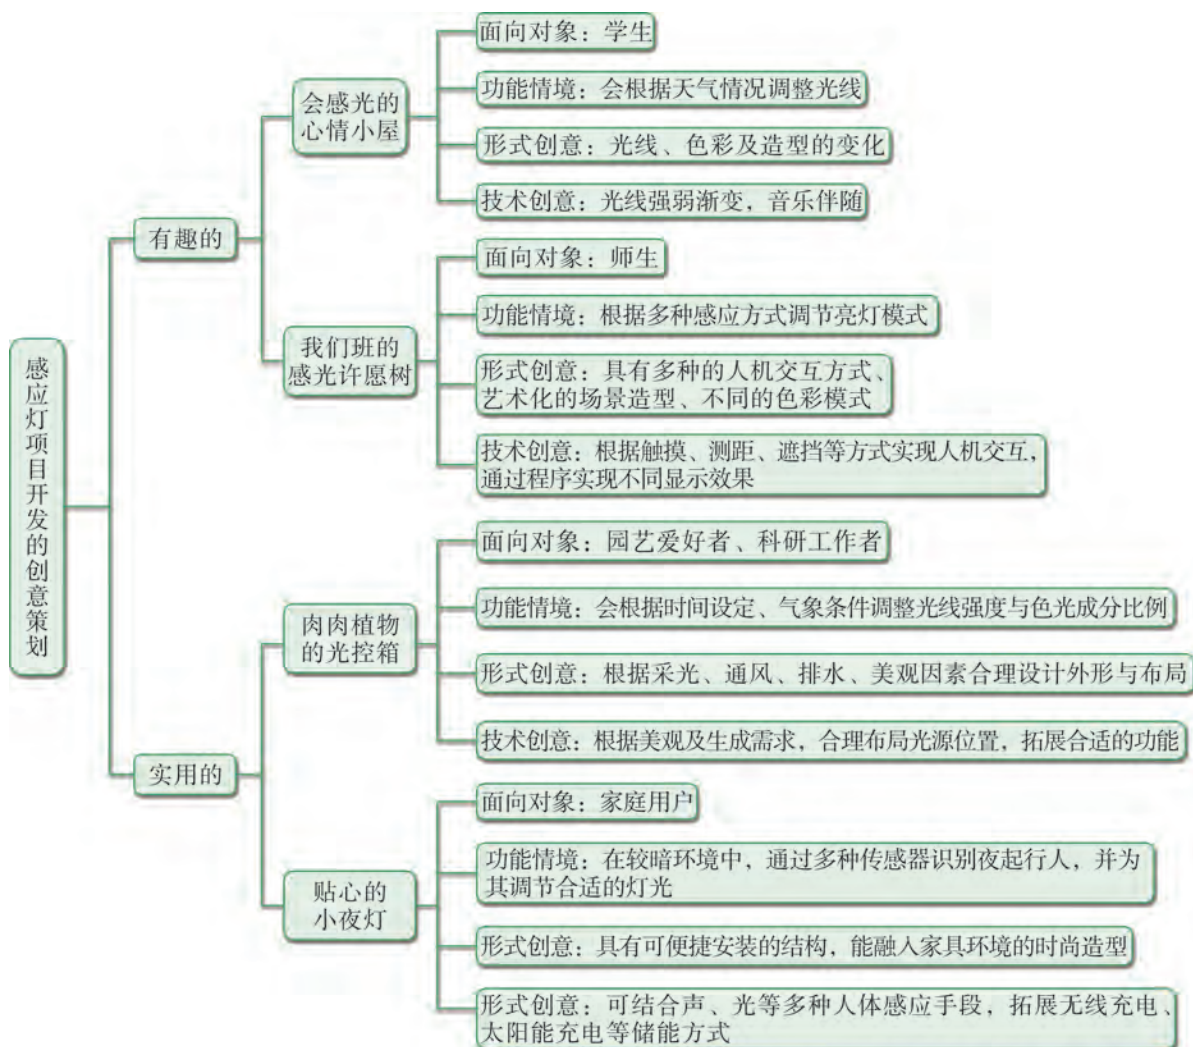 感应灯项目开发的创意策划
有趣的
会感光的
心情小屋
面向对象：学生
功能情境：会根据天气情况调整光线
形式创意：光线、色彩及造型的变化
技术创意：光线强弱渐变，音乐伴随
我们班的
感光许愿树
面向对象：师生
功能情境：根据多种感应方式调节亮灯模式
形式创意：具有多种的人机交互方式、
艺术化的场景造型、不同的色彩模式
技术创意：根据触摸、测距、遮挡等方式实现人机交互，
通过程序实现不同显示效果
实用的
肉肉植物
的光控箱
面向对象：园艺爱好者、科研工作者
功能情境：会根据时间设定、气象条件调整光线强度与色光成分比例
形式创意：根据采光、通风、排水、美观因素合理设计外形与布局
技术创意：根据美观及生成需求，合理布局光源位置，拓展合适的功能
贴心的
小夜灯
面向对象：家庭用户
功能情境：在较暗环境中，通过多种传感器识别夜起行人，并为
其调节合适的灯光
形式创意：具有可便捷安装的结构，能融入家具环境的时尚造型
形式创意：可结合声、光等多种人体感应手段，拓展无线充电、
太阳能充电等储能方式